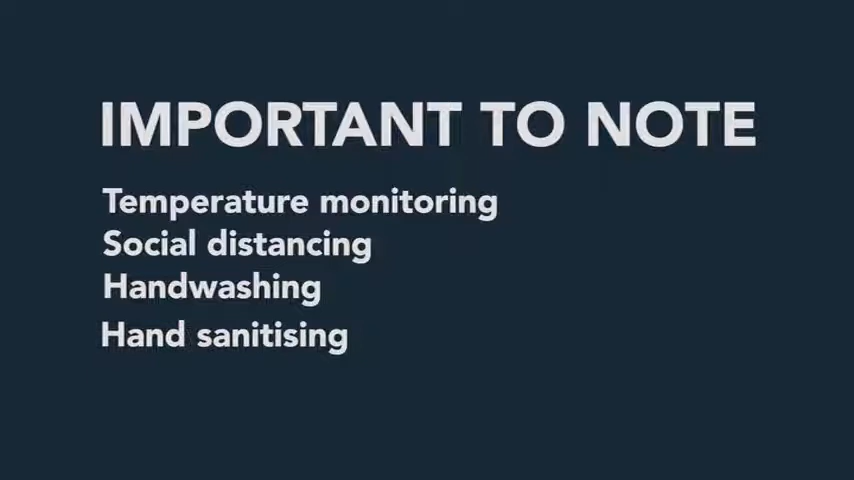 IMPORTANT TO NOTE
Temperature monitoring
Social distancing
Handwashing
Hand sanitising